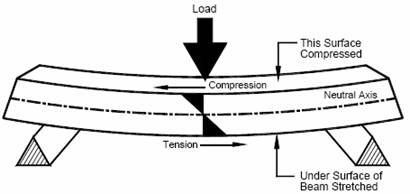 Load
This Surface
Compressed
Compression
Neutral Axis
Tension
Under Surface of
Beam Stretched